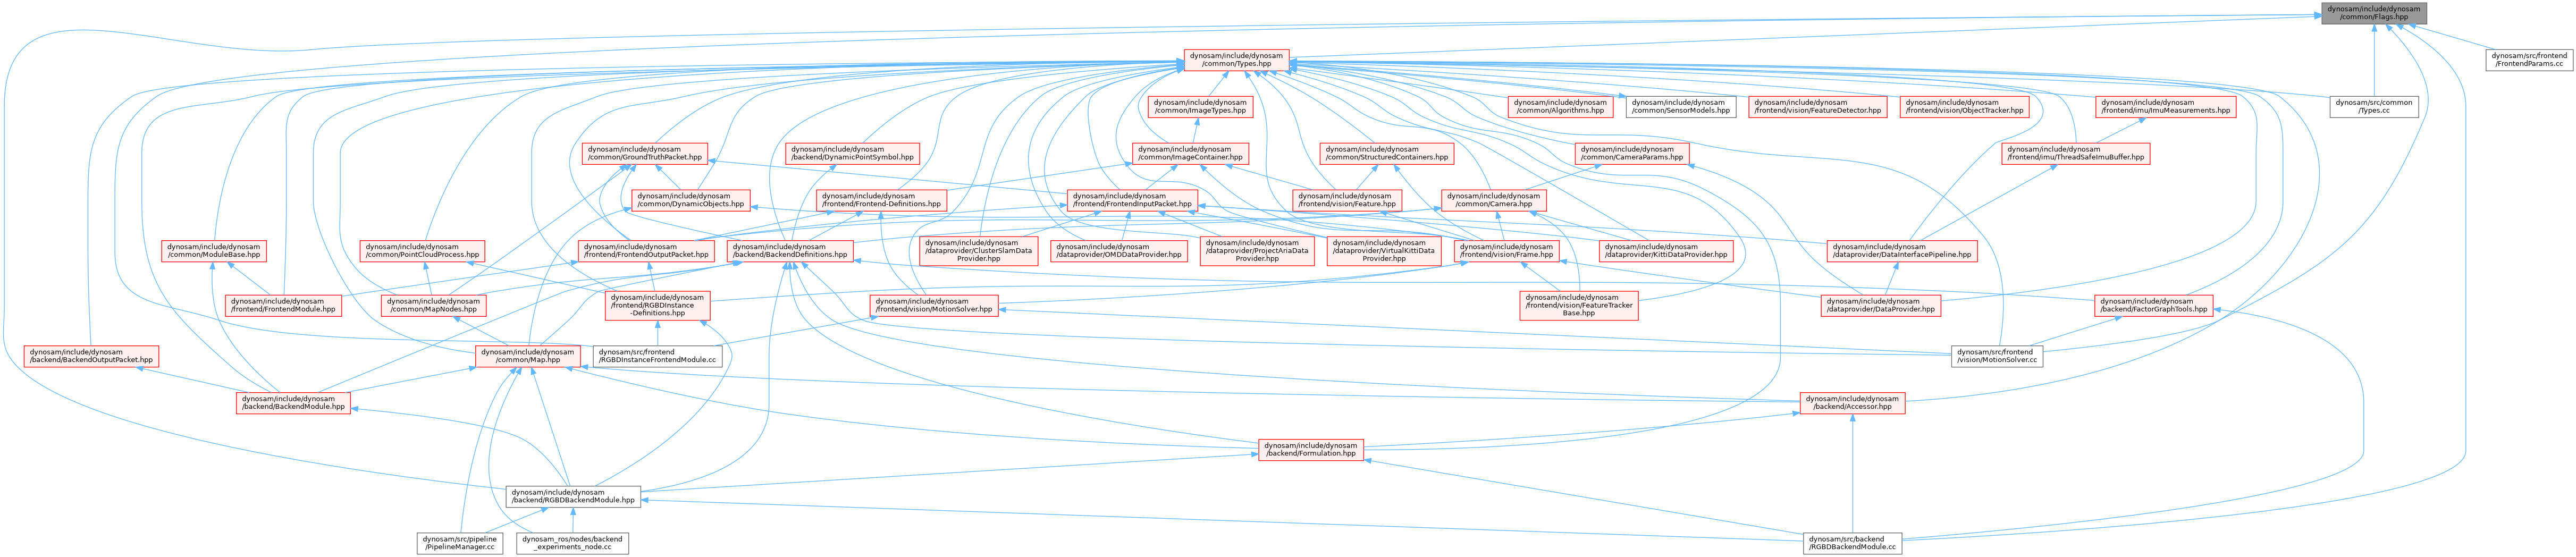 dynosam/include/dynosam
/common/Flags.hpp
dynosam/include/dynosam
/common/Types.hpp
dynosam/src/frontend
/FrontendParams.cc
dynosam/include/dynosam
/common/ImageTypes.hpp
dynosam/include/dynosam
/common/Algorithms.hpp
dynosam/include/dynosam
/common/SensorModels.hpp
dynosam/include/dynosam
/frontend/vision/FeatureDetector.hpp
dynosam/include/dynosam
/frontend/vision/ObjectTracker.hpp
dynosam/include/dynosam
/frontend/imu/ImuMeasurements.hpp
dynosam/src/common
/Types.cc
dynosam/include/dynosam
/common/GroundTruthPacket.hpp
dynosam/include/dynosam
/backend/DynamicPointSymbol.hpp
dynosam/include/dynosam
/common/ImageContainer.hpp
dynosam/include/dynosam
/common/StructuredContainers.hpp
dynosam/include/dynosam
/common/CameraParams.hpp
dynosam/include/dynosam
/frontend/imu/ThreadSafeImuBuffer.hpp
dynosam/include/dynosam
/common/DynamicObjects.hpp
dynosam/include/dynosam
/frontend/Frontend-Definitions.hpp
dynosam/include/dynosam
/frontend/FrontendInputPacket.hpp
dynosam/include/dynosam
/frontend/vision/Feature.hpp
dynosam/include/dynosam
/common/Camera.hpp
dynosam/include/dynosam
/common/ModuleBase.hpp
dynosam/include/dynosam
/common/PointCloudProcess.hpp
dynosam/include/dynosam
/frontend/FrontendOutputPacket.hpp
dynosam/include/dynosam
/backend/BackendDefinitions.hpp
dynosam/include/dynosam
/dataprovider/ClusterSlamData
Provider.hpp
dynosam/include/dynosam
/dataprovider/OMDDataProvider.hpp
dynosam/include/dynosam
/dataprovider/ProjectAriaData
Provider.hpp
dynosam/include/dynosam
/dataprovider/VirtualKittiData
Provider.hpp
dynosam/include/dynosam
/frontend/vision/Frame.hpp
dynosam/include/dynosam
/dataprovider/KittiDataProvider.hpp
dynosam/include/dynosam
/dataprovider/DataInterfacePipeline.hpp
dynosam/include/dynosam
/frontend/FrontendModule.hpp
dynosam/include/dynosam
/common/MapNodes.hpp
dynosam/include/dynosam
/frontend/RGBDInstance
-Definitions.hpp
dynosam/include/dynosam
/frontend/vision/MotionSolver.hpp
dynosam/include/dynosam
/frontend/vision/FeatureTracker
Base.hpp
dynosam/include/dynosam
/dataprovider/DataProvider.hpp
dynosam/include/dynosam
/backend/FactorGraphTools.hpp
dynosam/include/dynosam
/backend/BackendOutputPacket.hpp
dynosam/include/dynosam
/common/Map.hpp
dynosam/src/frontend
/RGBDInstanceFrontendModule.cc
dynosam/src/frontend
/vision/MotionSolver.cc
dynosam/include/dynosam
/backend/BackendModule.hpp
dynosam/include/dynosam
/backend/Accessor.hpp
dynosam/include/dynosam
/backend/Formulation.hpp
dynosam/include/dynosam
/backend/RGBDBackendModule.hpp
dynosam/src/pipeline
/PipelineManager.cc
dynosam_ros/nodes/backend
_experiments_node.cc
dynosam/src/backend
/RGBDBackendModule.cc